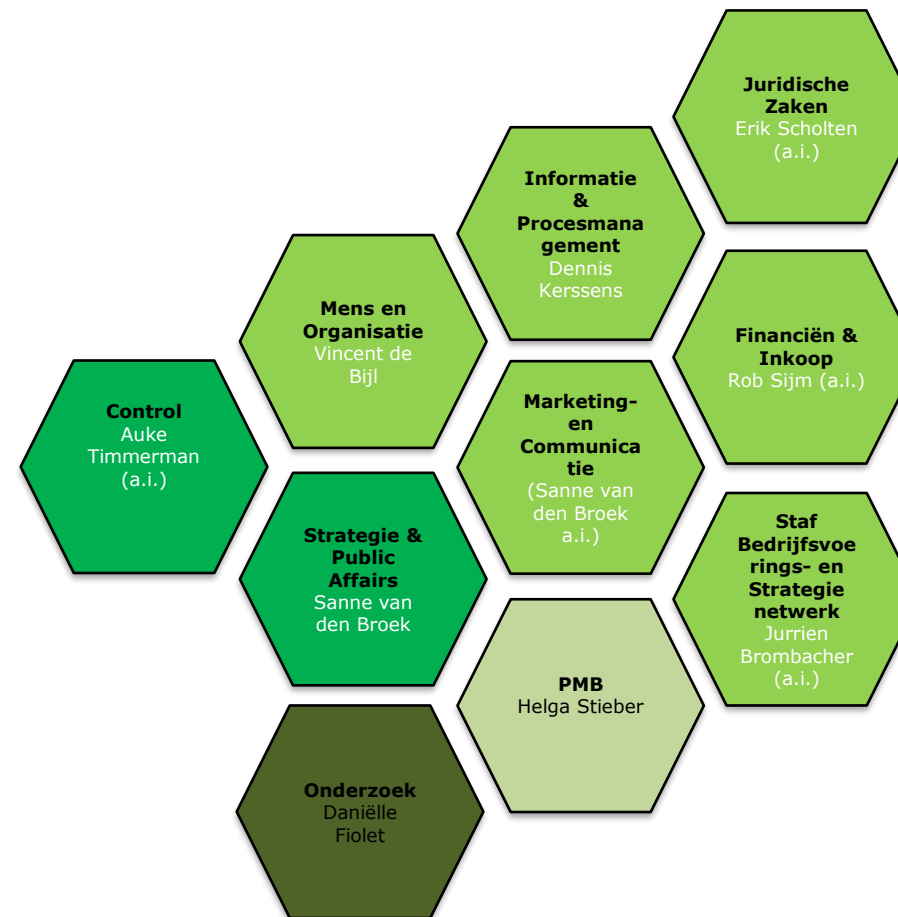 Juridische
Zaken
Erik Scholten
(a.i.)
Informatie
&
Procesmana
gement
Dennis
Kerssens
Mens en
Organisatie
Vincent de
Bijl
Financiën &
Inkoop
Rob Sijm (a.i.)
Control
Auke
Timmerman
(a.i.)
Marketing-
en
Communica
tie
(Sanne van
den Broek
a.i.)
Strategie &
Public
Affairs
Sanne van
den Broek
Staf
Bedrijfsvoe
rings- en
Strategie
netwerk
Jurrien
Brombacher
(a.i.)
PMB
Helga Stieber
Onderzoek
Daniëlle
Fiolet